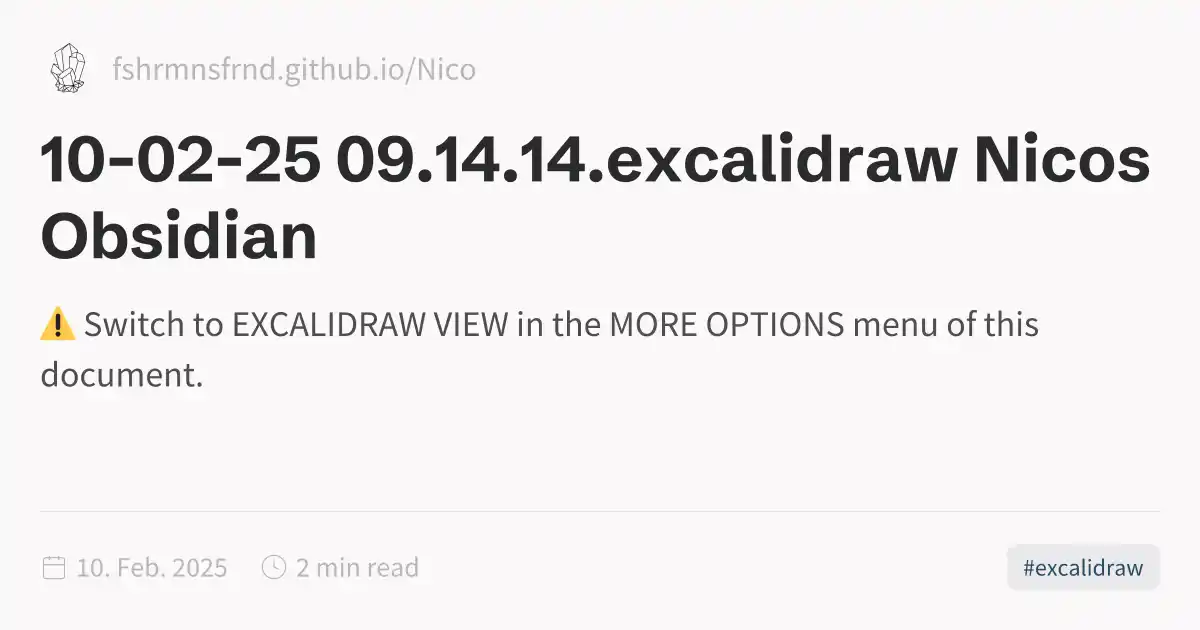 fshrmnsfrnd.github.io/Nico
10-02-25 09.14.14.excalidraw Nicos
Obsidian
⚠️ Switch to EXCALIDRAW VIEW in the MORE OPTIONS menu of this
document.
10. Feb. 2025 2 min read #excalidraw